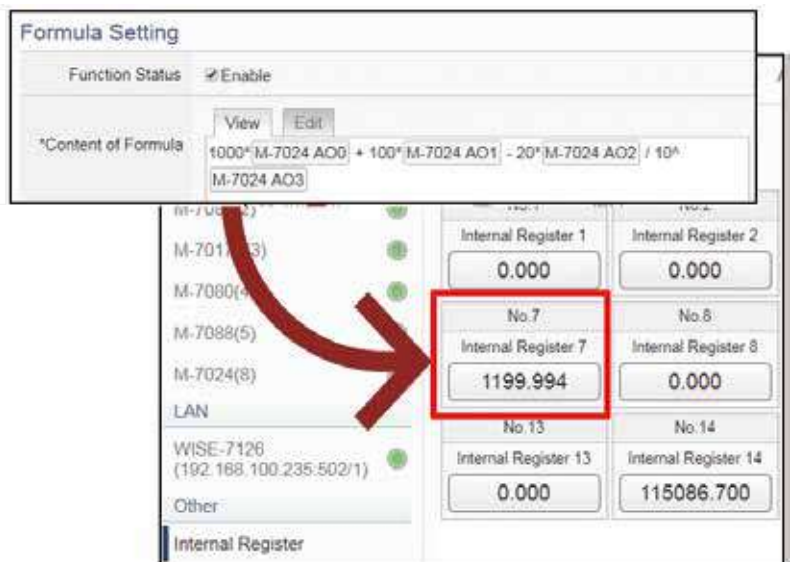 Formula Setting
Function Status Enable
*Content of Formula
View Edit
1000* M-7024 AO0 + 100* M-7024 AO1 - 20* M-7024 AO2 / 10^
M-7024 AO3
Internal Register 1 Internal Register 2
0.000 0.000
M-7080(4)
M-7088(5)
M-7024(8)
No.7 No.8
Internal Register 7 Internal Register 8
1199.994 0.000
LAN
WISE-7126
(192.168.100.235:502/1)
No.13 No.14
Internal Register 13 Internal Register 14
0.000 115086.700
Other
Internal Register